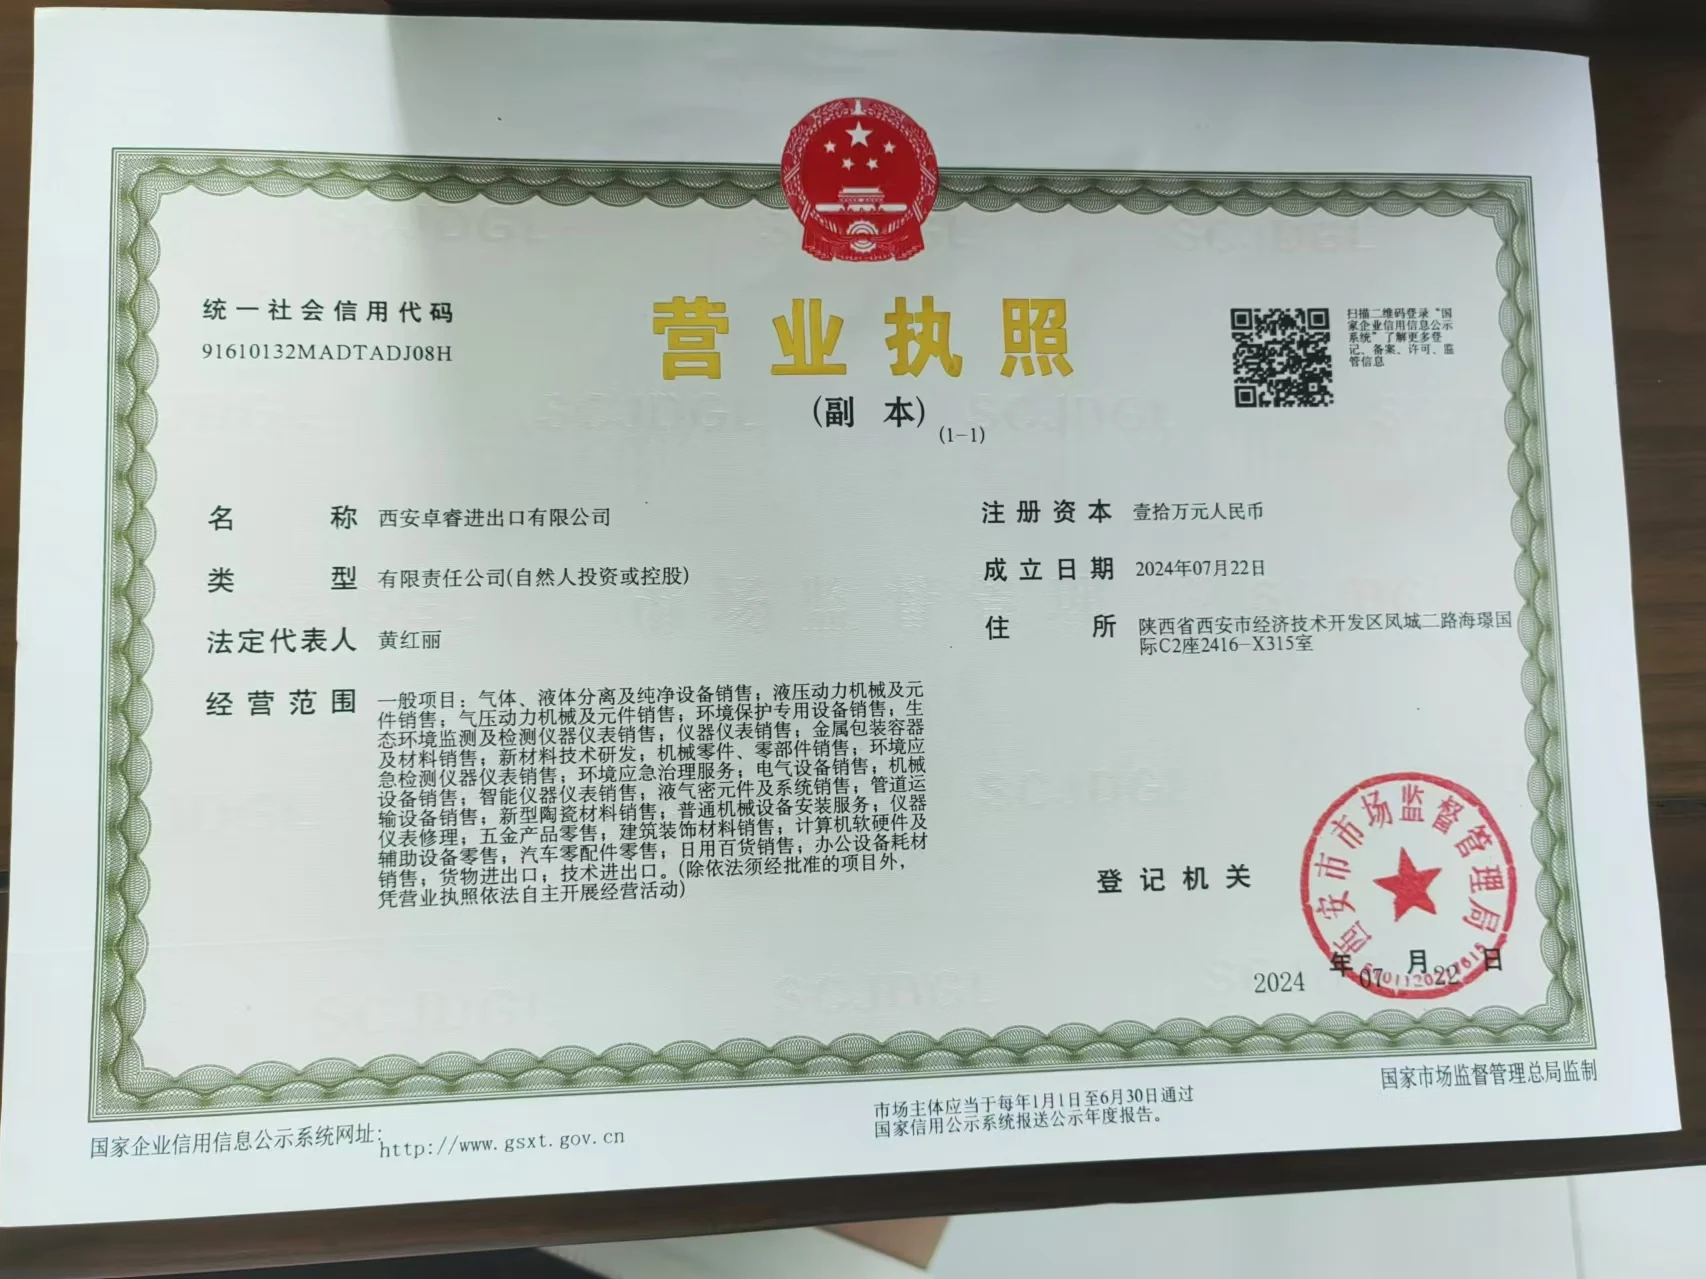 统一社会信用代码
91610132MADTADJ08H
营业执照
(副 本)
(1-1)
扫描二维码登录“国
家企业信用信息公示
系统”了解更多登
记、备案、许可、监
管信息
名 称 西安卓睿进出口有限公司
类 型 有限责任公司(自然人投资或控股)
法定代表人 黄红丽
经营范围 一般项目：气体、液体分离及纯净设备销售；液压动力机械及元
件销售；气压动力机械及元件销售；环境保护专用设备销售；生
态环境监测及检测仪器仪表销售；仪器仪表销售；金属包装容器
及材料销售；新材料技术研发；机械零件、零部件销售；环境应
急检测仪器仪表销售；环境应急治理服务；电气设备销售；机械
设备销售；智能仪器仪表销售；液气密元件及系统销售；管道运
输设备销售；新型陶瓷材料销售；普通机械设备安装服务；仪器
仪表修理；五金产品零售；建筑装饰材料销售；计算机软硬件及
辅助设备零售；汽车零配件零售；日用百货销售；办公设备耗材
销售；货物进出口；技术进出口。(除依法须经批准的项目外，
凭营业执照依法自主开展经营活动)
注册资本 壹拾万元人民币
成立日期 2024年07月22日
住 所 陕西省西安市经济技术开发区凤城二路海璟国
际C2座2416-X315室
登记机关
西安市市场监督管理局
2024 年 07 月 22 日
国家企业信用信息公示系统网址：http://www.gsxt.gov.cn
市场主体应当于每年1月1日至6月30日通过
国家信用公示系统报送公示年度报告。
国家市场监督管理总局监制